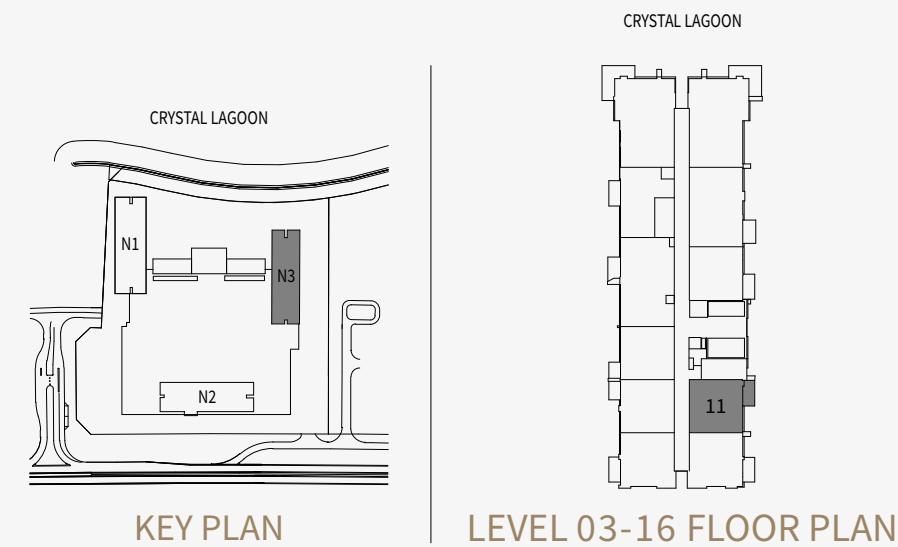 CRYSTAL LAGOON
N1
N3
N2
KEY PLAN
CRYSTAL LAGOON
11
LEVEL 03-16 FLOOR PLAN